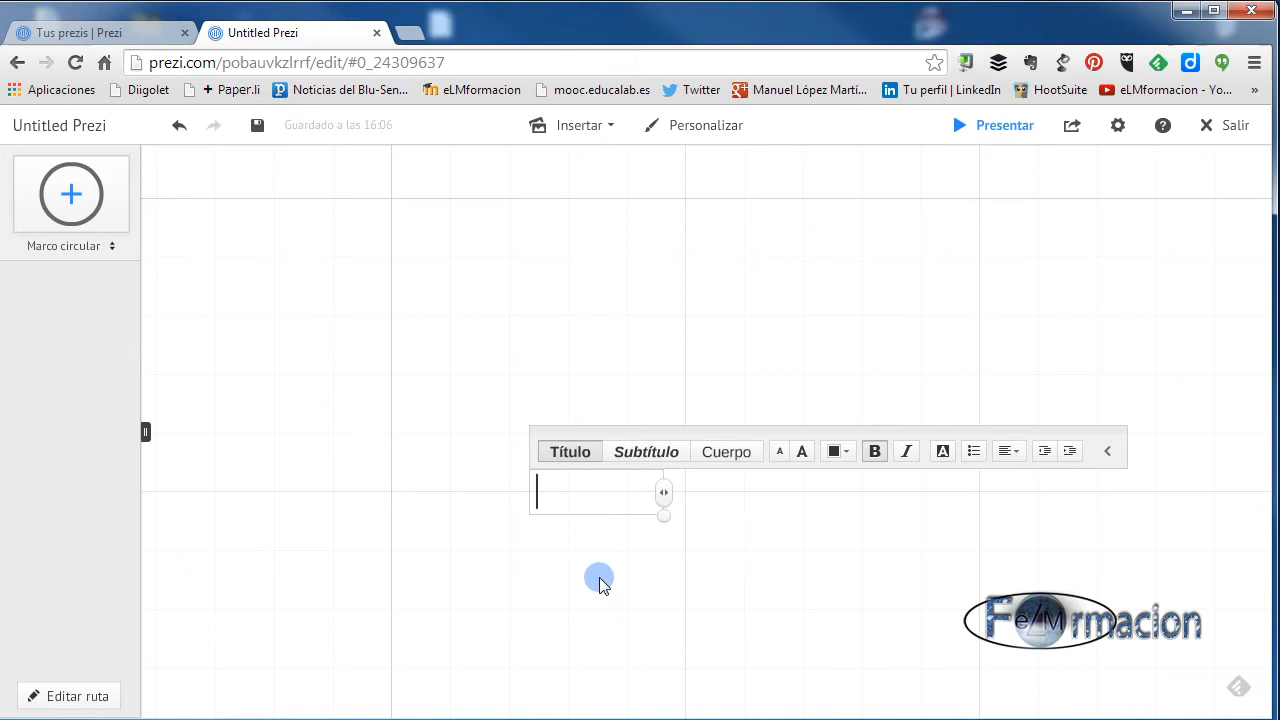 Tus prezis | Prezi
Untitled Prezi
prezi.com/pobauvkzlrrf/edit/#0_24309637
Aplicaciones Diigolet + Paper.li Noticias del Blu-Sen... eLMformacion mooc.educalab.es Twitter Manuel López Martí... Tu perfil | LinkedIn HootSuite eLMformacion - Yo... »
Untitled Prezi Guardado a las 16:06 Insertar Personalizar Presentar Salir
Marco circular
Título Subtítulo Cuerpo A A B I A
FeLMrmacion
Editar ruta